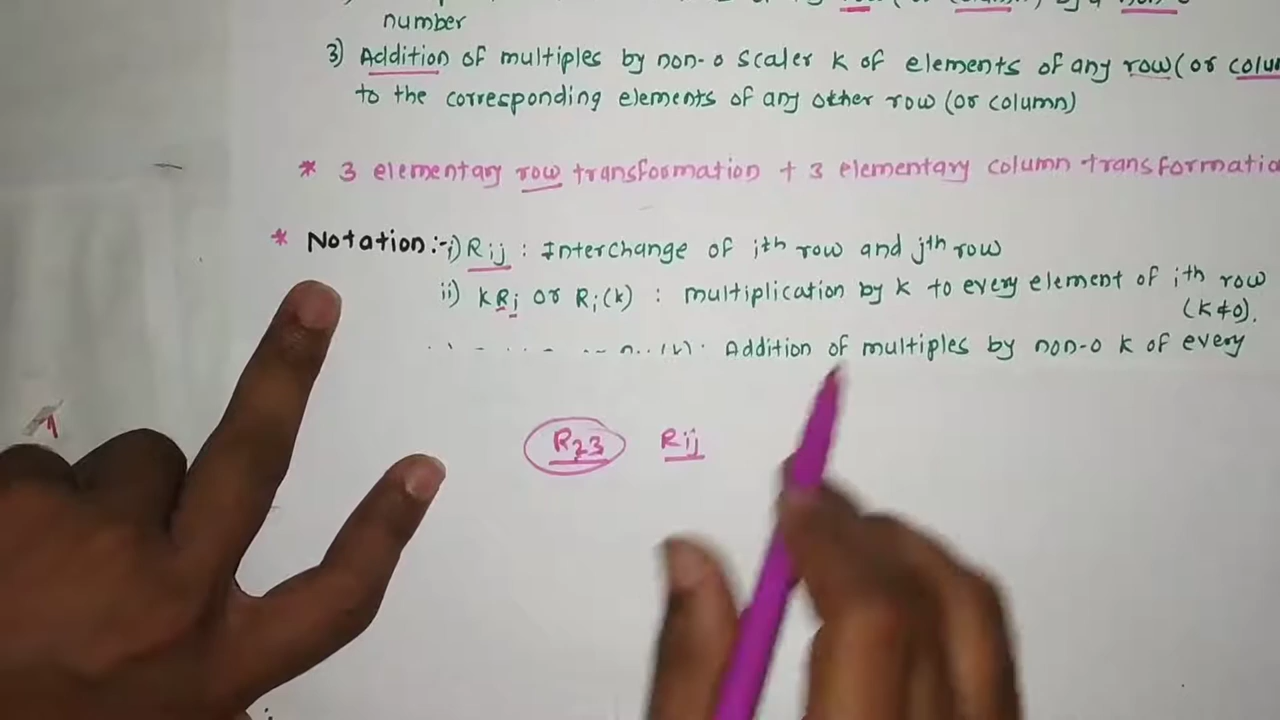 number
3) Addition of multiples by non-0 scaler k of elements of any row (or
to the corresponding elements of any other row (or column)
* 3 elementary row transformation + 3 elementary column
* Notation:- i) Rij : Interchange of ith row and jth row
ii) kRi or Ri(k) : multiplication by k to every element of ith row
(k≠0).
Addition of multiples by non-0 k of every
R23 Rij